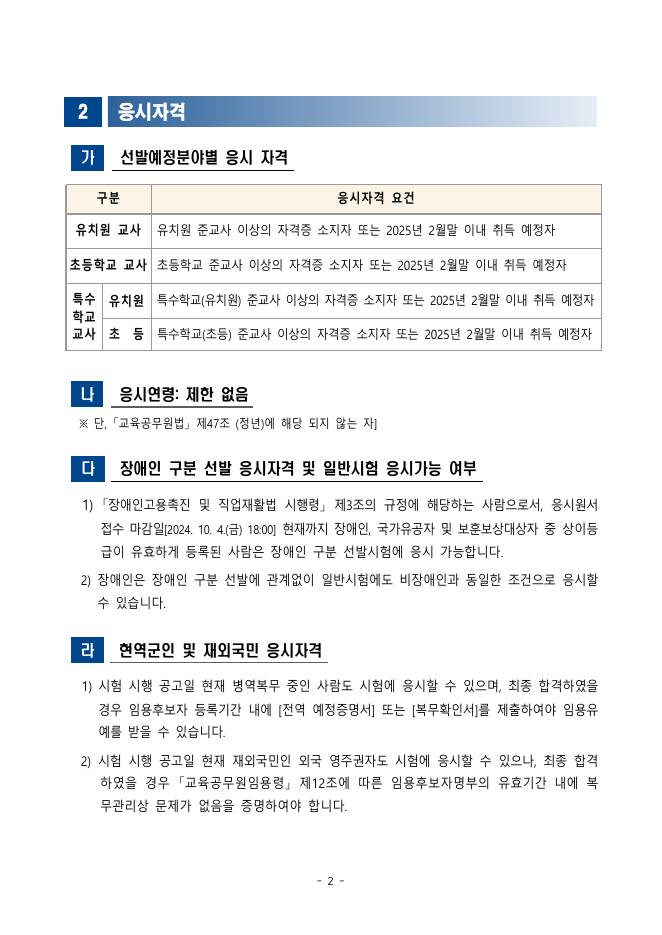 2 응시자격
가 선발예정분야별 응시 자격
구분 응시자격 요건
유치원 교사 유치원 준교사 이상의 자격증 소지자 또는 2025년 2월말 이내 취득 예정자
초등학교 교사 초등학교 준교사 이상의 자격증 소지자 또는 2025년 2월말 이내 취득 예정자
특수
학교
교사
유치원 특수학교(유치원) 준교사 이상의 자격증 소지자 또는 2025년 2월말 이내 취득 예정자
초 등 특수학교(초등) 준교사 이상의 자격증 소지자 또는 2025년 2월말 이내 취득 예정자
나 응시연령: 제한 없음
※ 단,「교육공무원법」제47조 (정년)에 해당 되지 않는 자]
다 장애인 구분 선발 응시자격 및 일반시험 응시가능 여부
1)「장애인고용촉진 및 직업재활법 시행령」제3조의 규정에 해당하는 사람으로서, 응시원서
접수 마감일[2024. 10. 4.(금) 18:00] 현재까지 장애인, 국가유공자 및 보훈보상대상자 중 상이등
급이 유효하게 등록된 사람은 장애인 구분 선발시험에 응시 가능합니다.
2) 장애인은 장애인 구분 선발에 관계없이 일반시험에도 비장애인과 동일한 조건으로 응시할
수 있습니다.
라 현역군인 및 재외국민 응시자격
1) 시험 시행 공고일 현재 병역복무 중인 사람도 시험에 응시할 수 있으며, 최종 합격하였을
경우 임용후보자 등록기간 내에 [전역 예정증명서] 또는 [복무확인서]를 제출하여야 임용유
예를 받을 수 있습니다.
2) 시험 시행 공고일 현재 재외국민인 외국 영주권자도 시험에 응시할 수 있으나, 최종 합격
하였을 경우「교육공무원임용령」제12조에 따른 임용후보자명부의 유효기간 내에 복
무관리상 문제가 없음을 증명하여야 합니다.
- 2 -